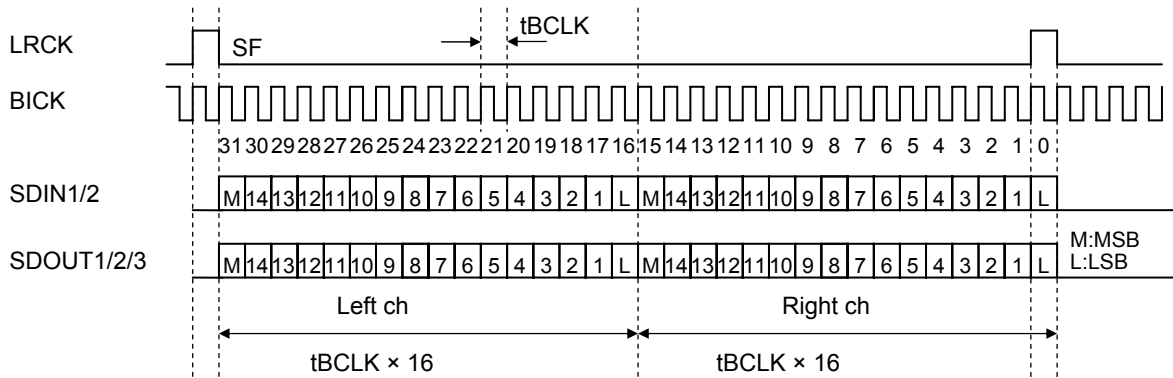 tBCLK
LRCK SF
BICK
31 30 29 28 27 26 25 24 23 22 21 20 19 18 17 16 15 14 13 12 11 10 9 8 7 6 5 4 3 2 1 0
SDIN1/2 M 14 13 12 11 10 9 8 7 6 5 4 3 2 1 L M 14 13 12 11 10 9 8 7 6 5 4 3 2 1 L
SDOUT1/2/3 M 14 13 12 11 10 9 8 7 6 5 4 3 2 1 L M 14 13 12 11 10 9 8 7 6 5 4 3 2 1 L
M:MSB
L:LSB
Left ch Right ch
tBCLK × 16 tBCLK × 16